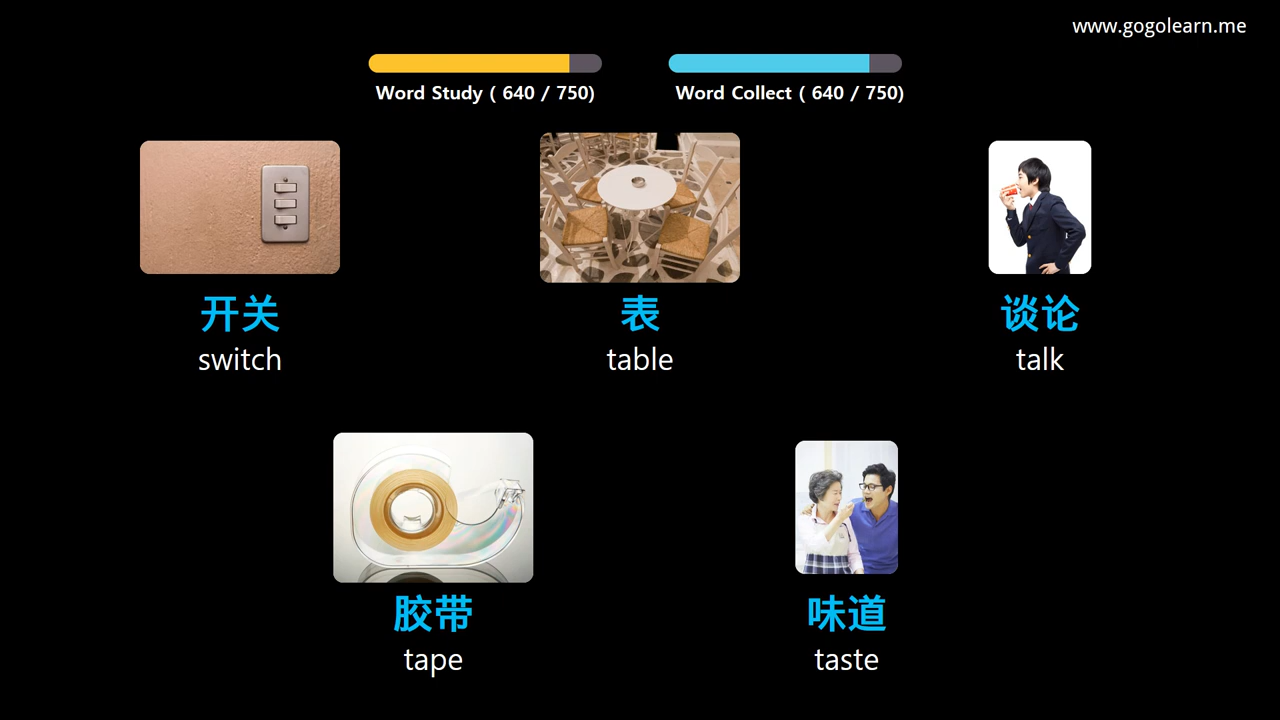 www.gogolearn.me
Word Study ( 640 / 750)
Word Collect ( 640 / 750)
开关
switch
表
table
谈论
talk
胶带
tape
味道
taste